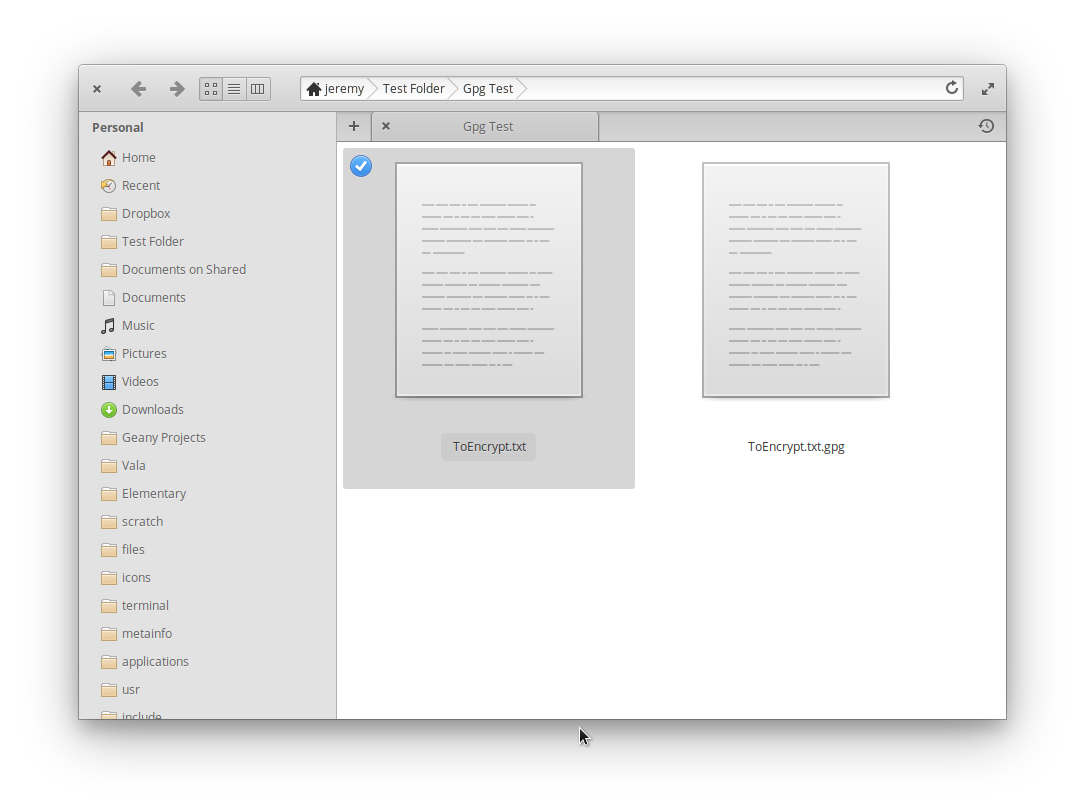 jeremy Test Folder Gpg Test
Personal
Gpg Test
Home
Recent
Dropbox
Test Folder
Documents on Shared
Documents
Music
Pictures
Videos
Downloads
Geany Projects
Vala
Elementary
scratch
files
icons
terminal
metainfo
applications
usr
include
ToEncrypt.txt
ToEncrypt.txt.gpg